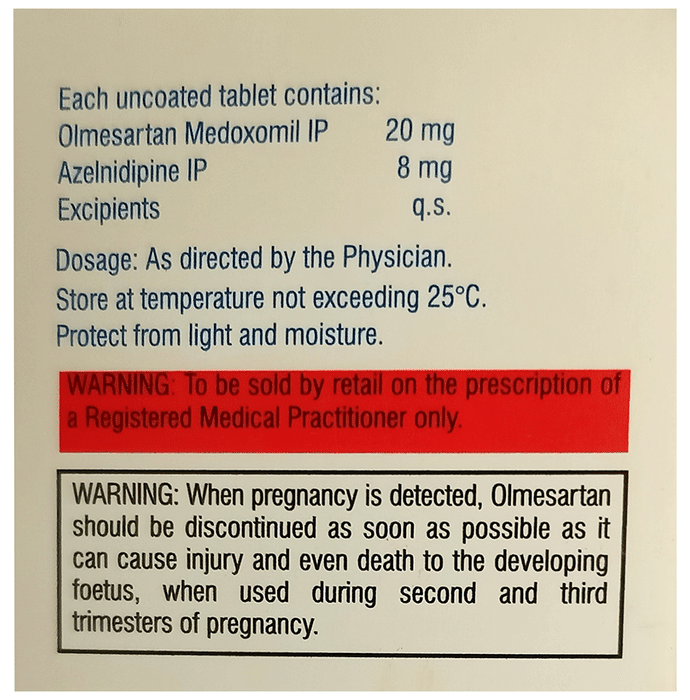 Each uncoated tablet contains:
Olmesartan Medoxomil IP 20 mg
Azelnidipine IP 8 mg
Excipients q.s.
Dosage: As directed by the Physician.
Store at temperature not exceeding 25°C.
Protect from light and moisture.
WARNING: To be sold by retail on the prescription of
a Registered Medical Practitioner only.
WARNING: When pregnancy is detected, Olmesartan
should be discontinued as soon as possible as it
can cause injury and even death to the developing
foetus, when used during second and third
trimesters of pregnancy.